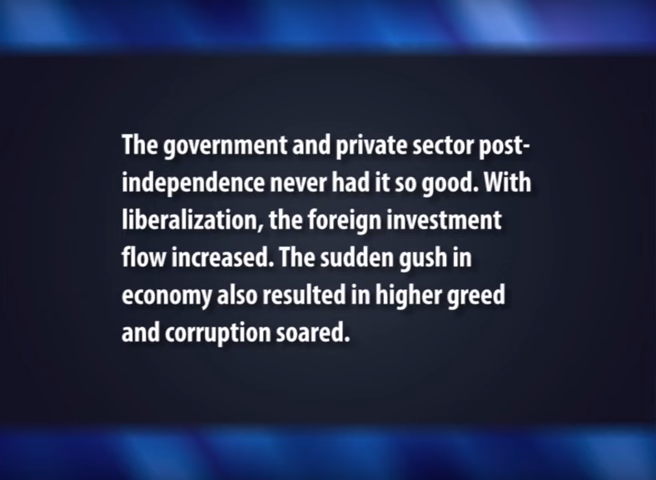 The government and private sector post-
independence never had it so good. With
liberalization, the foreign investment
flow increased. The sudden gush in
economy also resulted in higher greed
and corruption soared.